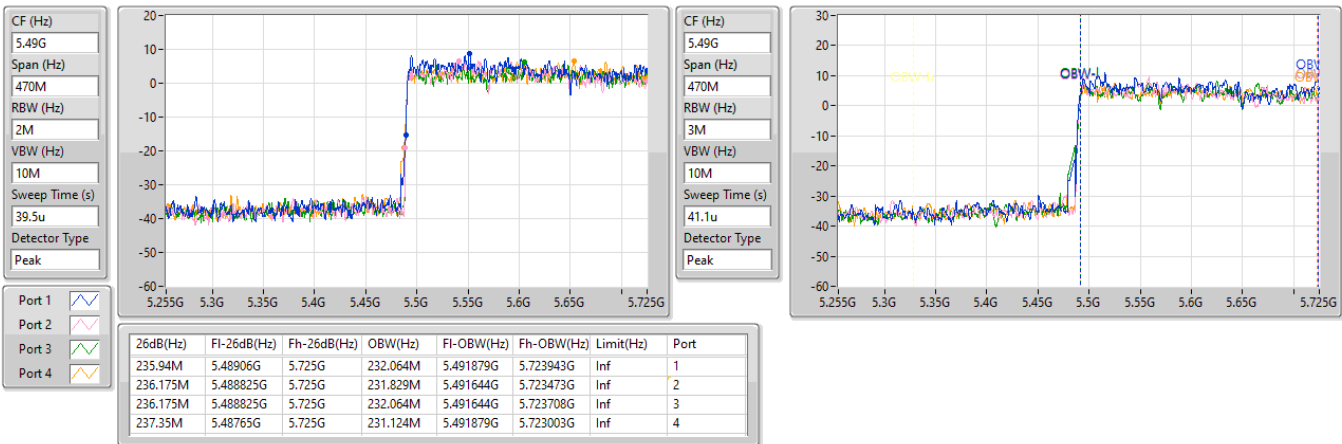 CF (Hz)
5.49G
Span (Hz)
470M
RBW (Hz)
2M
VBW (Hz)
10M
Sweep Time (s)
39.5u
Detector Type
Peak
20
10
0
-10
-20
-30
-40
-50
-60
5.255G 5.3G 5.35G 5.4G 5.45G 5.5G 5.55G 5.6G 5.65G 5.725G
CF (Hz)
5.49G
Span (Hz)
470M
RBW (Hz)
3M
VBW (Hz)
10M
Sweep Time (s)
41.1u
Detector Type
Peak
30
20
10
0
-10
-20
-30
-40
-50
-60
OBW-
OBW
OBW
5.255G 5.3G 5.35G 5.4G 5.45G 5.5G 5.55G 5.6G 5.65G 5.725G
Port 1
Port 2
Port 3
Port 4
26dB(Hz) Fl-26dB(Hz) Fh-26dB(Hz) OBW(Hz) Fl-OBW(Hz) Fh-OBW(Hz) Limit(Hz) Port
235.94M 5.48906G 5.725G 232.064M 5.491879G 5.723943G Inf 1
236.175M 5.488825G 5.725G 231.829M 5.491644G 5.723473G Inf 2
236.175M 5.488825G 5.725G 232.064M 5.491644G 5.723708G Inf 3
237.35M 5.48765G 5.725G 231.124M 5.491879G 5.723003G Inf 4